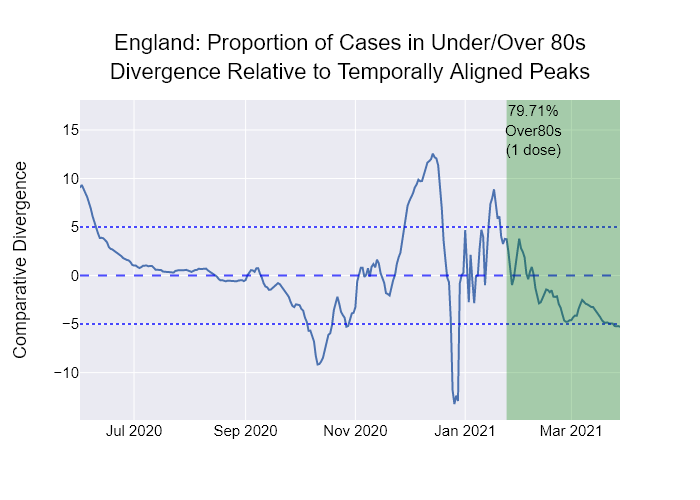 England: Proportion of Cases in Under/Over 80s
Divergence Relative to Temporally Aligned Peaks
79.71%
Over80s
(1 dose)
Comparative Divergence
15
10
5
0
−5
−10
Jul 2020
Sep 2020
Nov 2020
Jan 2021
Mar 2021